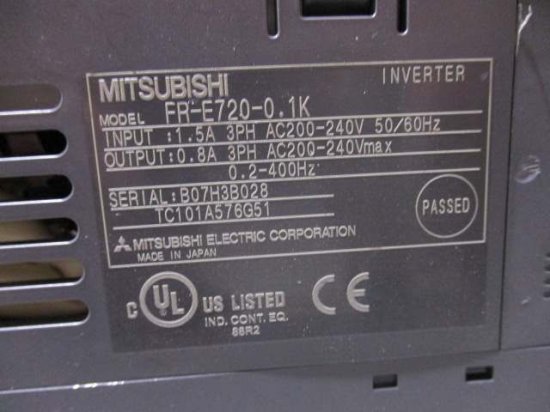 MITSUBISHI INVERTER
MODEL FR-E720-0.1K
INPUT : 1.5A 3PH AC200-240V 50/60Hz
OUTPUT: 0.8A 3PH AC200-240Vmax
0.2-400Hz
SERIAL: B07H3B028
TC101A576G51
PASSED
MITSUBISHI ELECTRIC CORPORATION
MADE IN JAPAN
C UL US LISTED CE
IND. CONT. EQ.
86R2